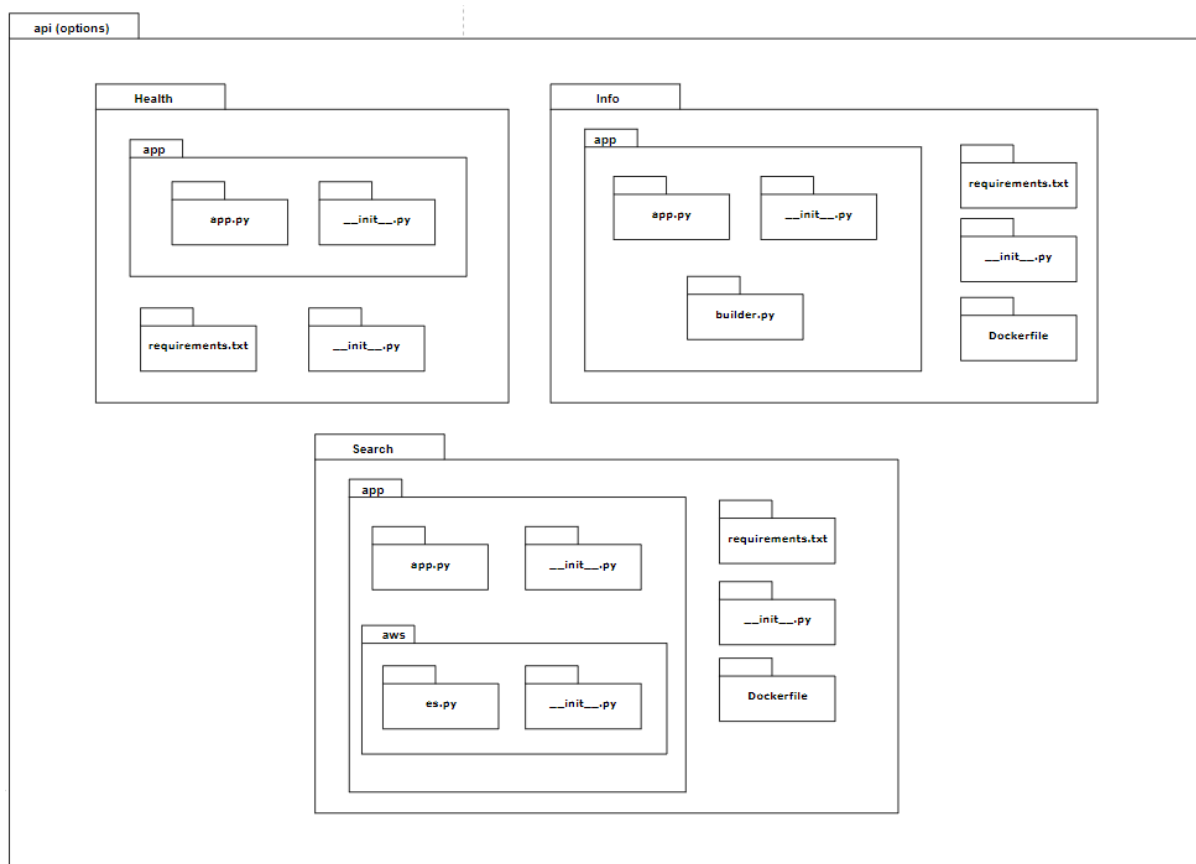 api (options)
Health
app
app.py
__init__.py
requirements.txt
__init__.py
Info
app
app.py
__init__.py
builder.py
requirements.txt
__init__.py
Dockerfile
Search
app
app.py
__init__.py
aws
es.py
__init__.py
requirements.txt
__init__.py
Dockerfile